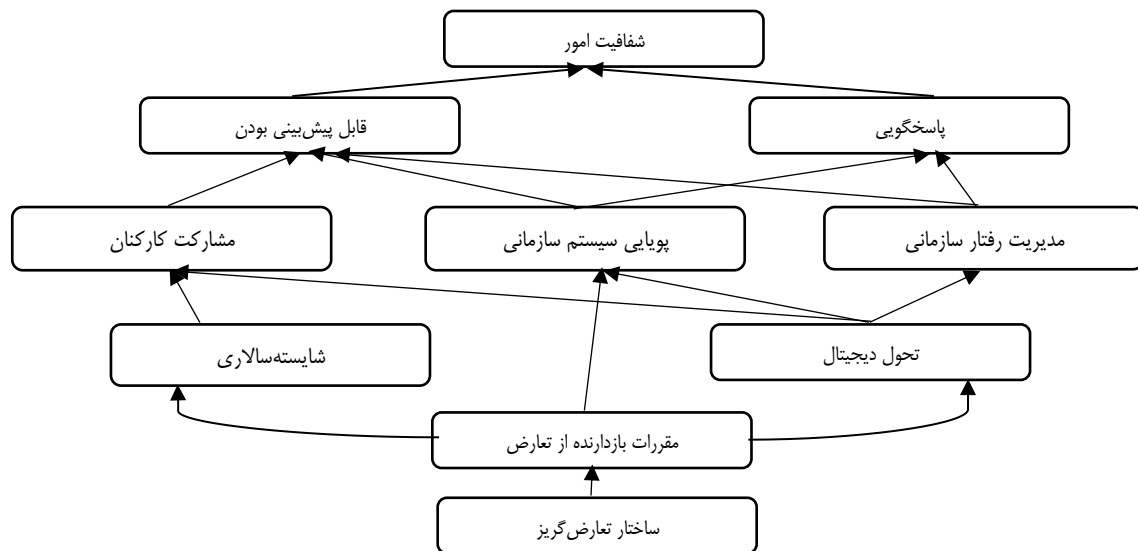 شفافیت امور
پاسخگویی
قابل پیش‌بینی بودن
مدیریت رفتار سازمانی
پویایی سیستم سازمانی
مشارکت کارکنان
تحول دیجیتال
شایسته‌سالاری
مقررات بازدارنده از تعارض
ساختار تعارض‌گریز